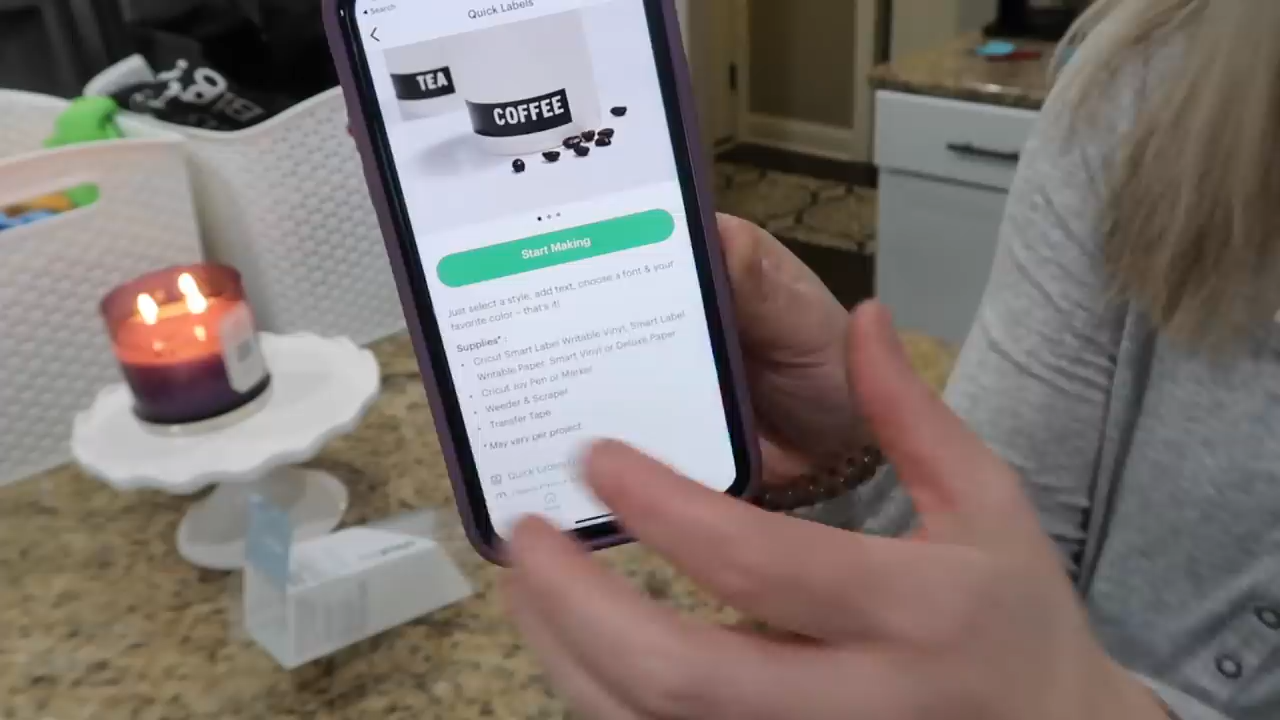 Search
Quick Labels
TEA
COFFEE
Start Making
Just select a style, add text, choose a font & your
favorite color – that's it!
Supplies* :
• Cricut Smart Label Writable Vinyl, Smart Label
Writable Paper, Smart Vinyl or Deluxe Paper
• Cricut Joy Pen or Marker
• Weeder & Scraper
• Transfer Tape
* May vary per project.
Quick Labels